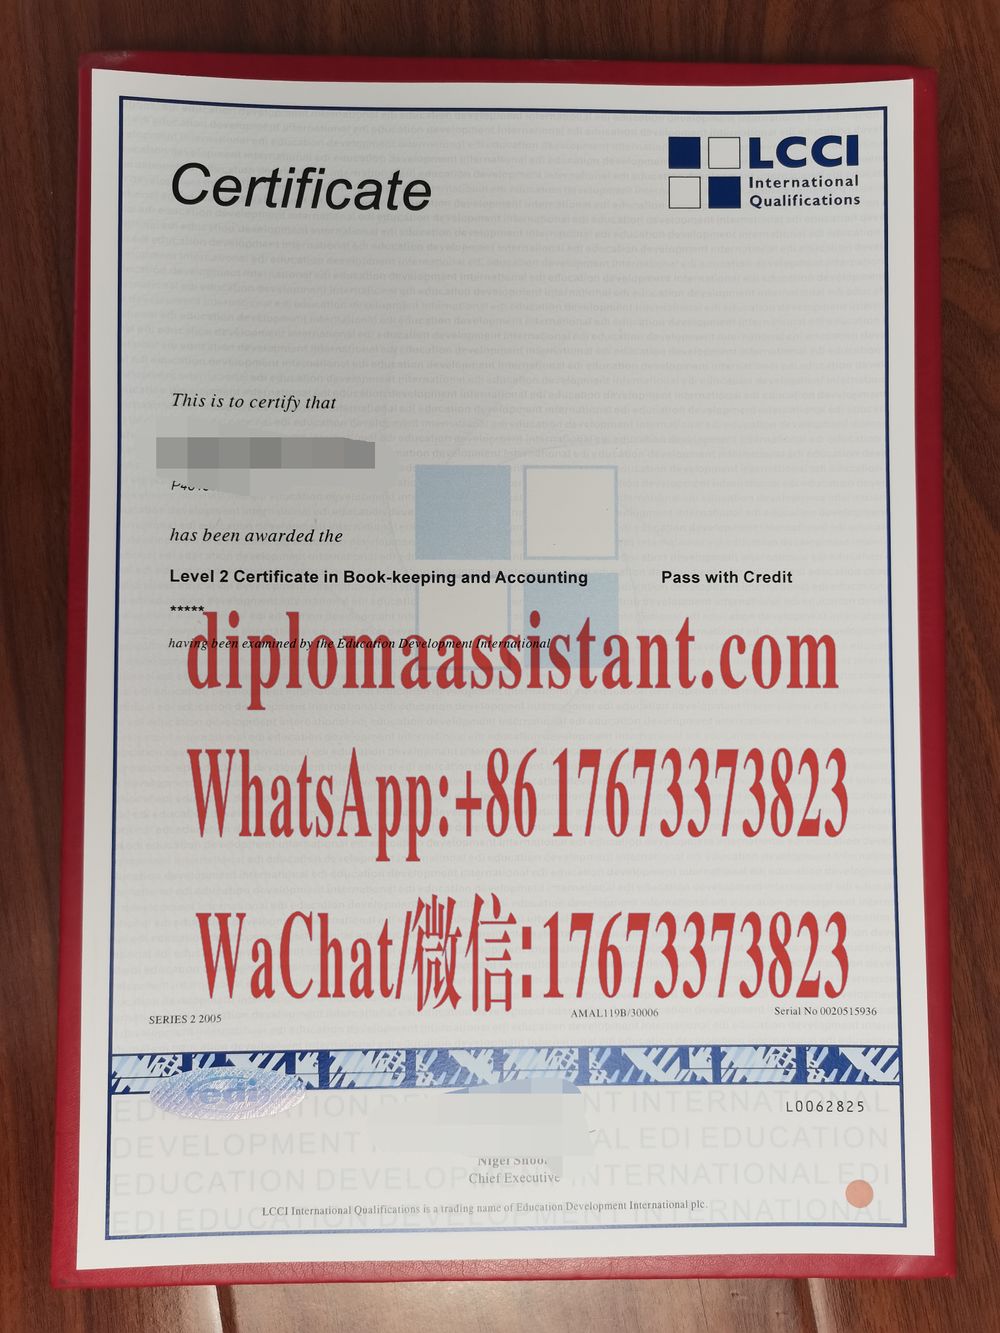 LCCI
International
Qualifications
Certificate
This is to certify that
has been awarded the
Level 2 Certificate in Book-keeping and Accounting Pass with Credit
*****
having been examined by the Education Development International
diplomaassistant.com
WhatsApp:+86 17673373823
WaChat/微信:17673373823
SERIES 2 2005 AMAL119B/30006 Serial No 0020515936
edi
L0062825
Nigel
Chief Executive
LCCI International Qualifications is a trading name of Education Development International plc.